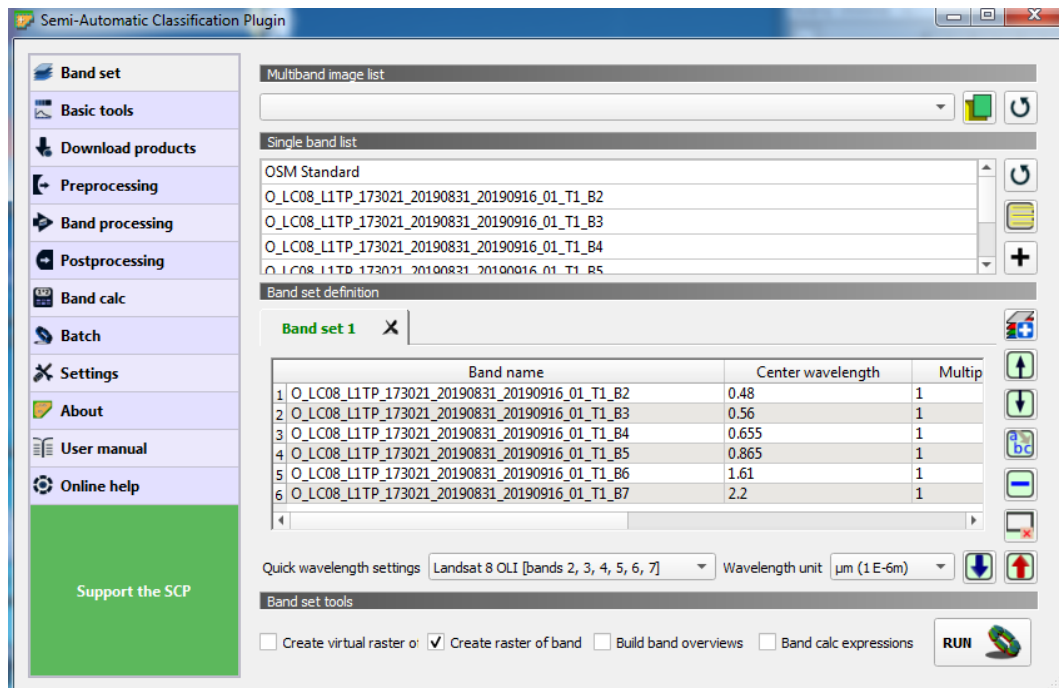 Semi-Automatic Classification Plugin
Band set
Basic tools
Download products
Preprocessing
Band processing
Postprocessing
Band calc
Batch
Settings
About
User manual
Online help
Support the SCP
Multiband image list
Single band list
OSM Standard
O_LC08_L1TP_173021_20190831_20190916_01_T1_B2
O_LC08_L1TP_173021_20190831_20190916_01_T1_B3
O_LC08_L1TP_173021_20190831_20190916_01_T1_B4
O_LC08_L1TP_173021_20190831_20190916_01_T1_B5
Band set definition
Band set 1
Band name Center wavelength Multip
1 O_LC08_L1TP_173021_20190831_20190916_01_T1_B2 0.48 1
2 O_LC08_L1TP_173021_20190831_20190916_01_T1_B3 0.56 1
3 O_LC08_L1TP_173021_20190831_20190916_01_T1_B4 0.655 1
4 O_LC08_L1TP_173021_20190831_20190916_01_T1_B5 0.865 1
5 O_LC08_L1TP_173021_20190831_20190916_01_T1_B6 1.61 1
6 O_LC08_L1TP_173021_20190831_20190916_01_T1_B7 2.2 1
a
bc
Quick wavelength settings Landsat 8 OLI [bands 2, 3, 4, 5, 6, 7] Wavelength unit µm (1 E-6m)
Band set tools
Create virtual raster of Create raster of band Build band overviews Band calc expressions RUN